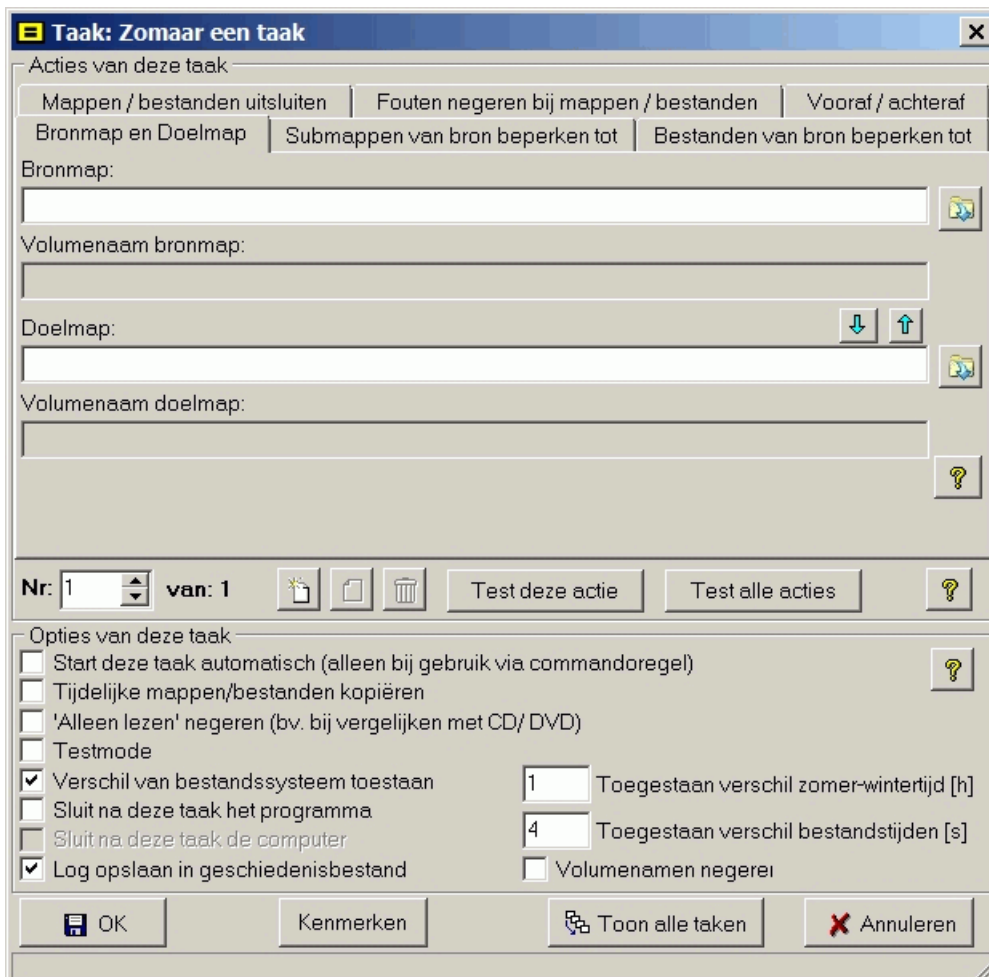 Taak: Zomaar een taak
Acties van deze taak
Mappen / bestanden uitsluiten
Fouten negeren bij mappen / bestanden
Vooraf / achteraf
Bronmap en Doelmap
Submappen van bron beperken tot
Bestanden van bron beperken tot
Bronmap:
Volumenaam bronmap:
Doelmap:
Volumenaam doelmap:
Nr: 1 van: 1
Test deze actie
Test alle acties
Opties van deze taak
Start deze taak automatisch (alleen bij gebruik via commandoregel)
Tijdelijke mappen/bestanden kopiëren
'Alleen lezen' negeren (bv. bij vergelijken met CD/ DVD)
Testmode
Verschil van bestandssysteem toestaan
1 Toegestaan verschil zomer-wintertijd [h]
Sluit na deze taak het programma
Sluit na deze taak de computer
4 Toegestaan verschil bestandstijden [s]
Log opslaan in geschiedenisbestand
Volumenamen negerei
OK
Kenmerken
Toon alle taken
Annuleren